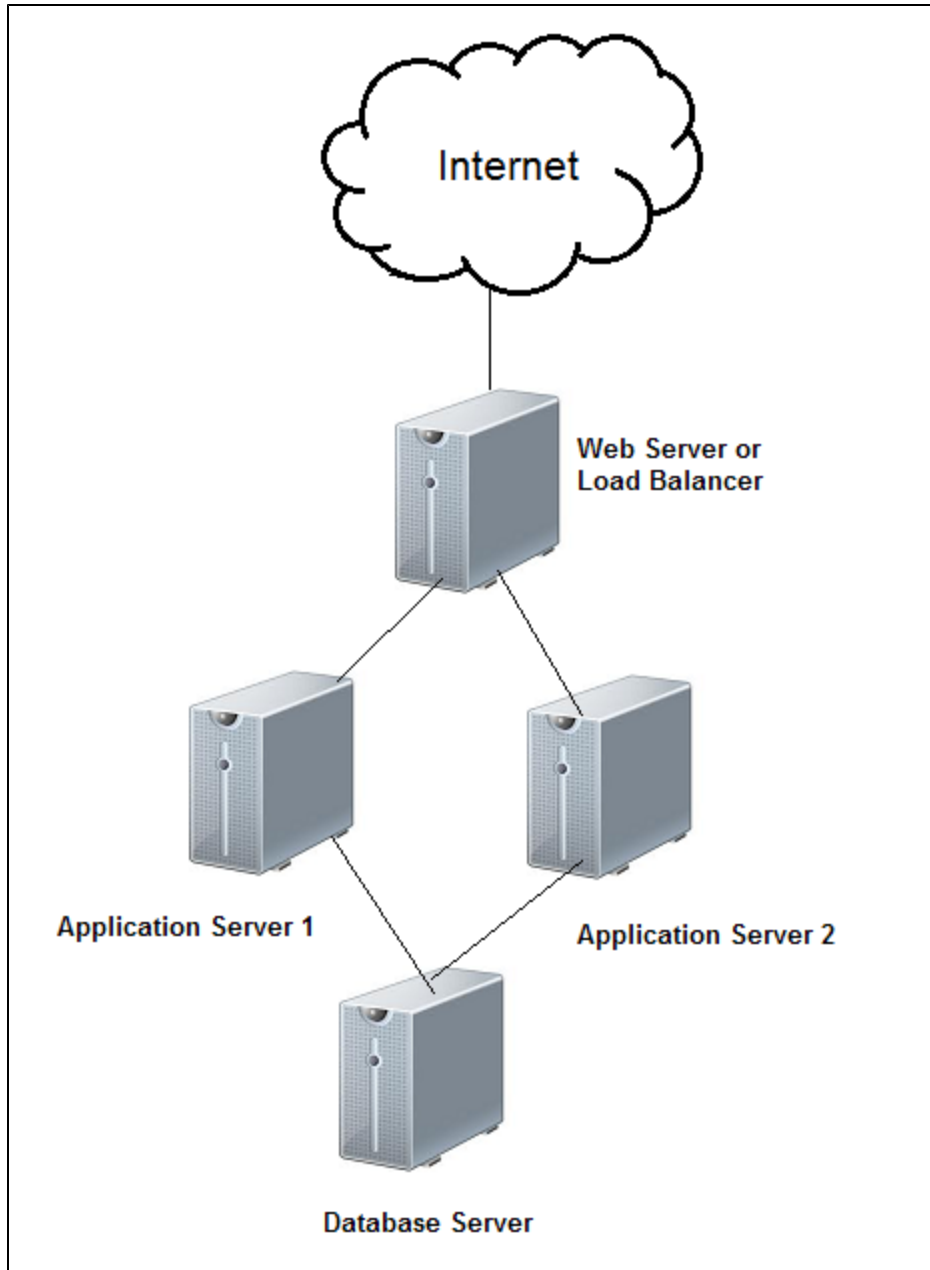 Internet
Web Server or
Load Balancer
Application Server 1
Application Server 2
Database Server